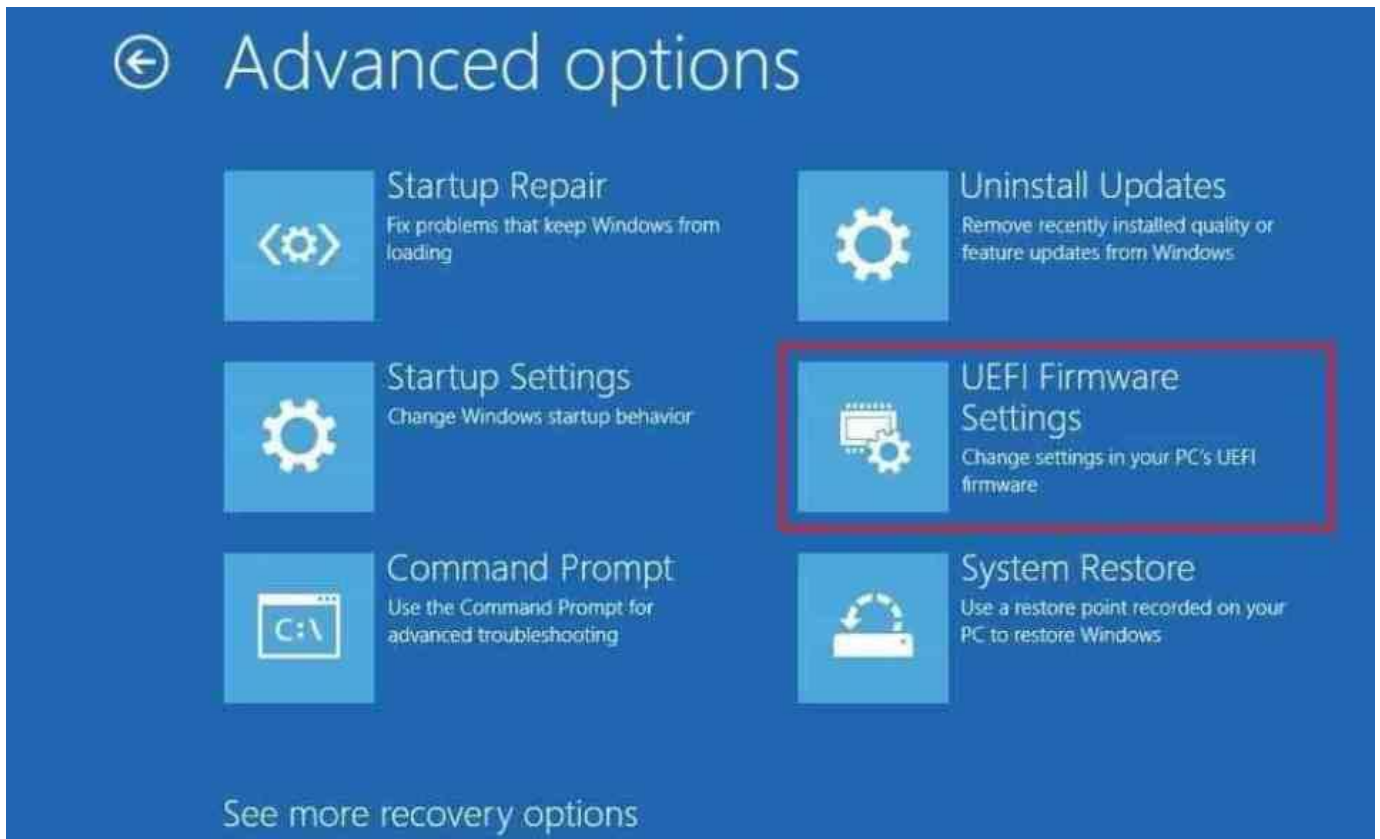 Advanced options
Startup Repair
Fix problems that keep Windows from
loading
Uninstall Updates
Remove recently installed quality or
feature updates from Windows
Startup Settings
Change Windows startup behavior
UEFI Firmware
Settings
Change settings in your PC's UEFI
firmware
Command Prompt
Use the Command Prompt for
advanced troubleshooting
C:\
System Restore
Use a restore point recorded on your
PC to restore Windows
See more recovery options